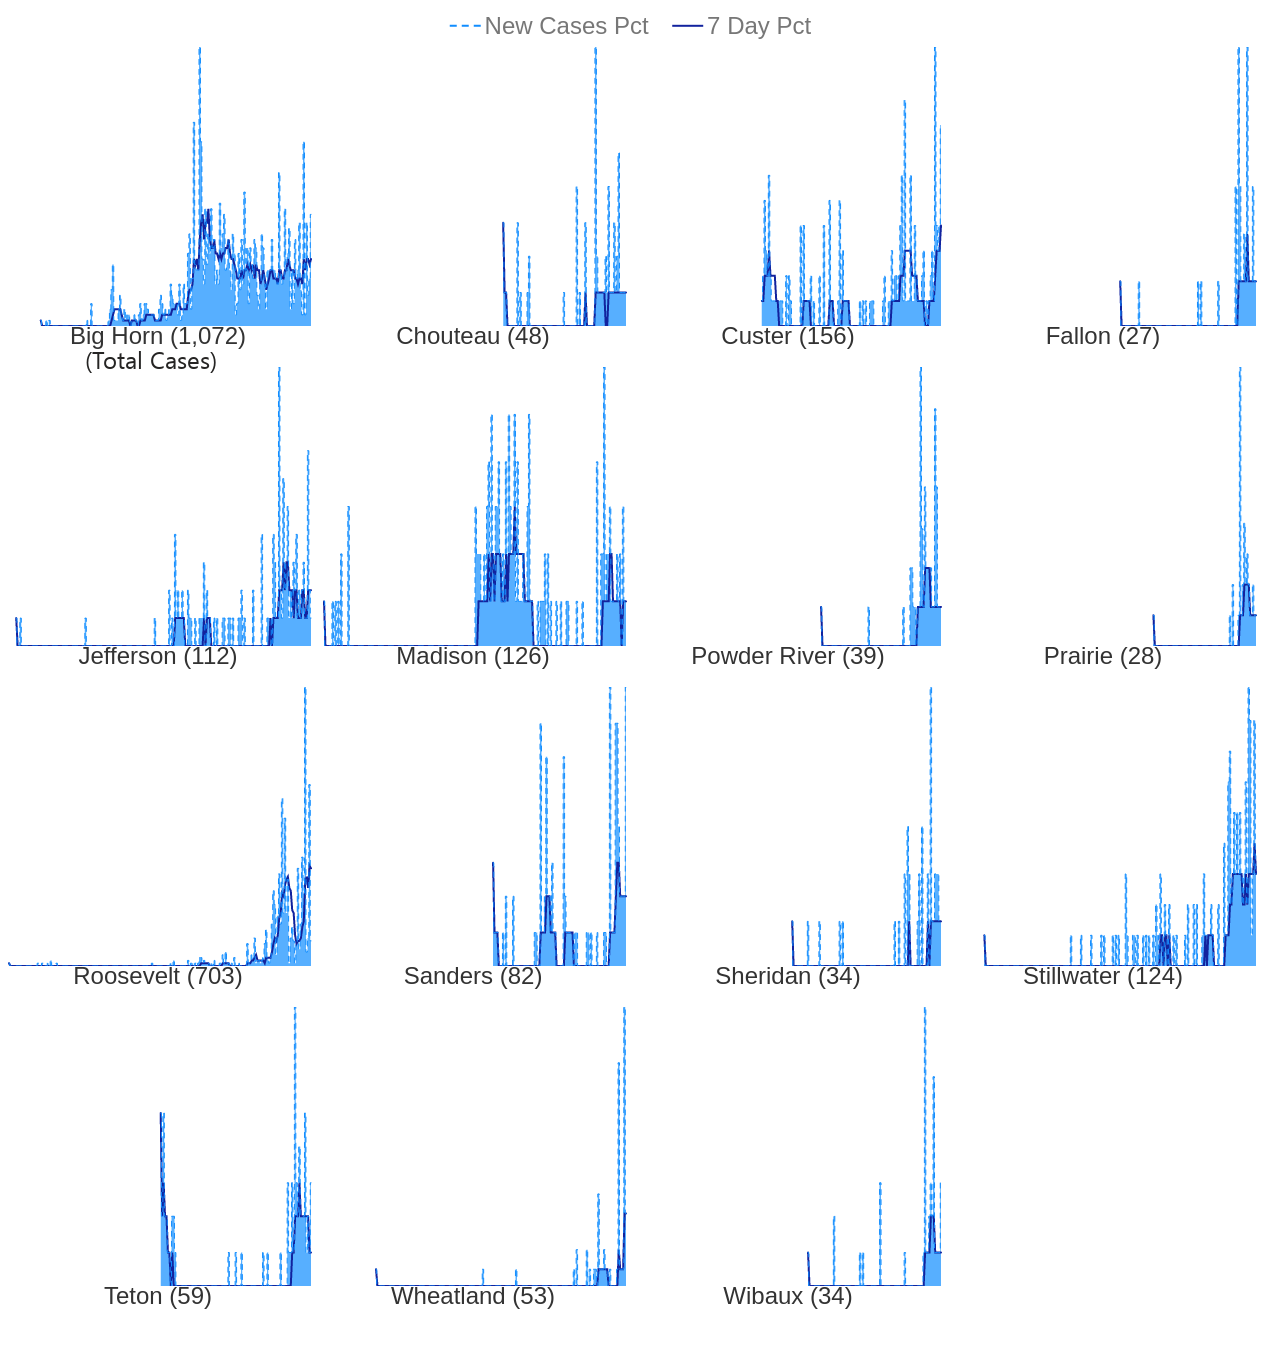 New Cases Pct 7 Day Pct
Big Horn (1,072) Chouteau (48) Custer (156) Fallon (27)
(Total Cases)
Jefferson (112) Madison (126) Powder River (39) Prairie (28)
Roosevelt (703) Sanders (82) Sheridan (34) Stillwater (124)
Teton (59) Wheatland (53) Wibaux (34)